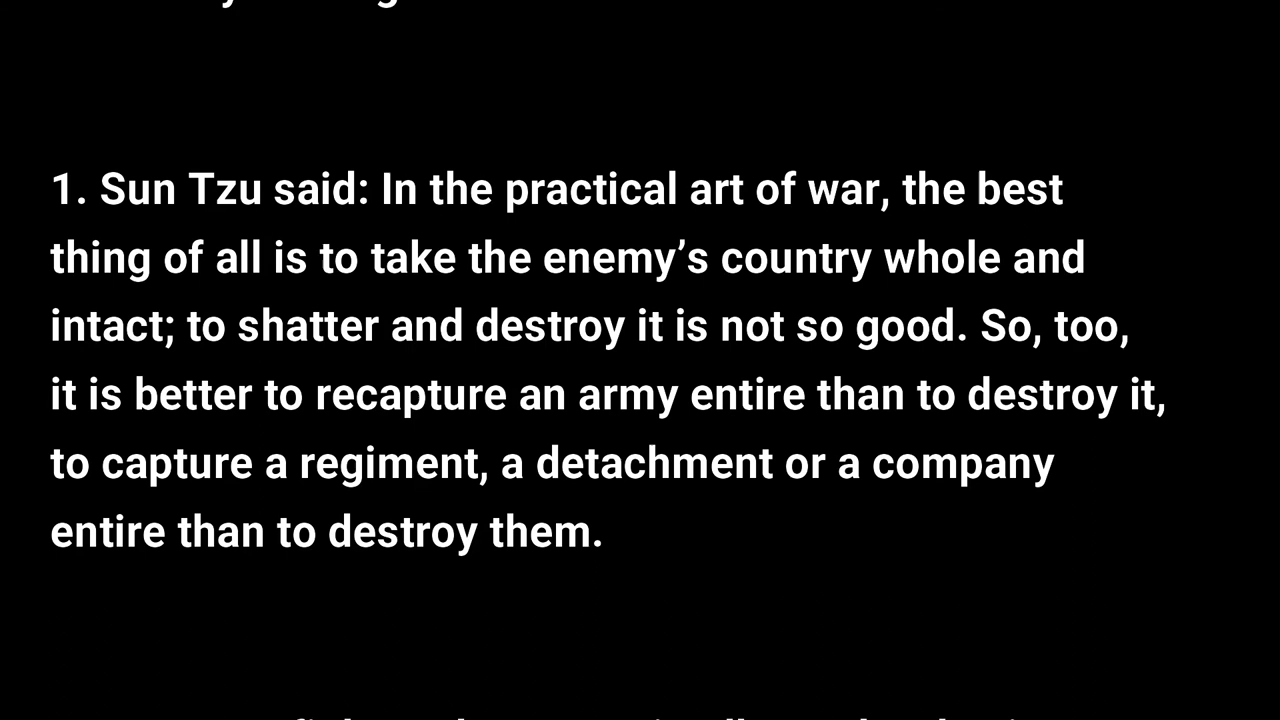 1. Sun Tzu said: In the practical art of war, the best
thing of all is to take the enemy’s country whole and
intact; to shatter and destroy it is not so good. So, too,
it is better to recapture an army entire than to destroy it,
to capture a regiment, a detachment or a company
entire than to destroy them.